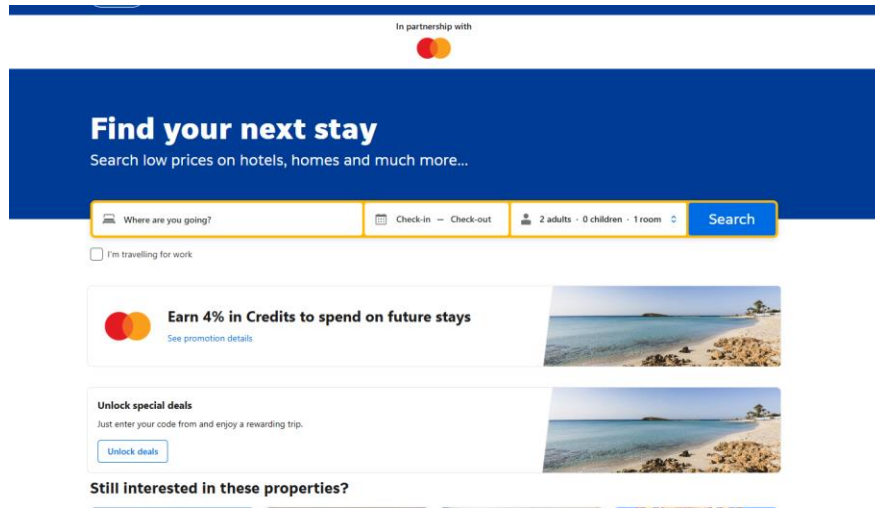 In partnership with
Find your next stay
Search low prices on hotels, homes and much more...
Where are you going?
Check-in — Check-out
2 adults · 0 children · 1 room
Search
I'm travelling for work
Earn 4% in Credits to spend on future stays
See promotion details
Unlock special deals
Just enter your code from and enjoy a rewarding trip.
Unlock deals
Still interested in these properties?